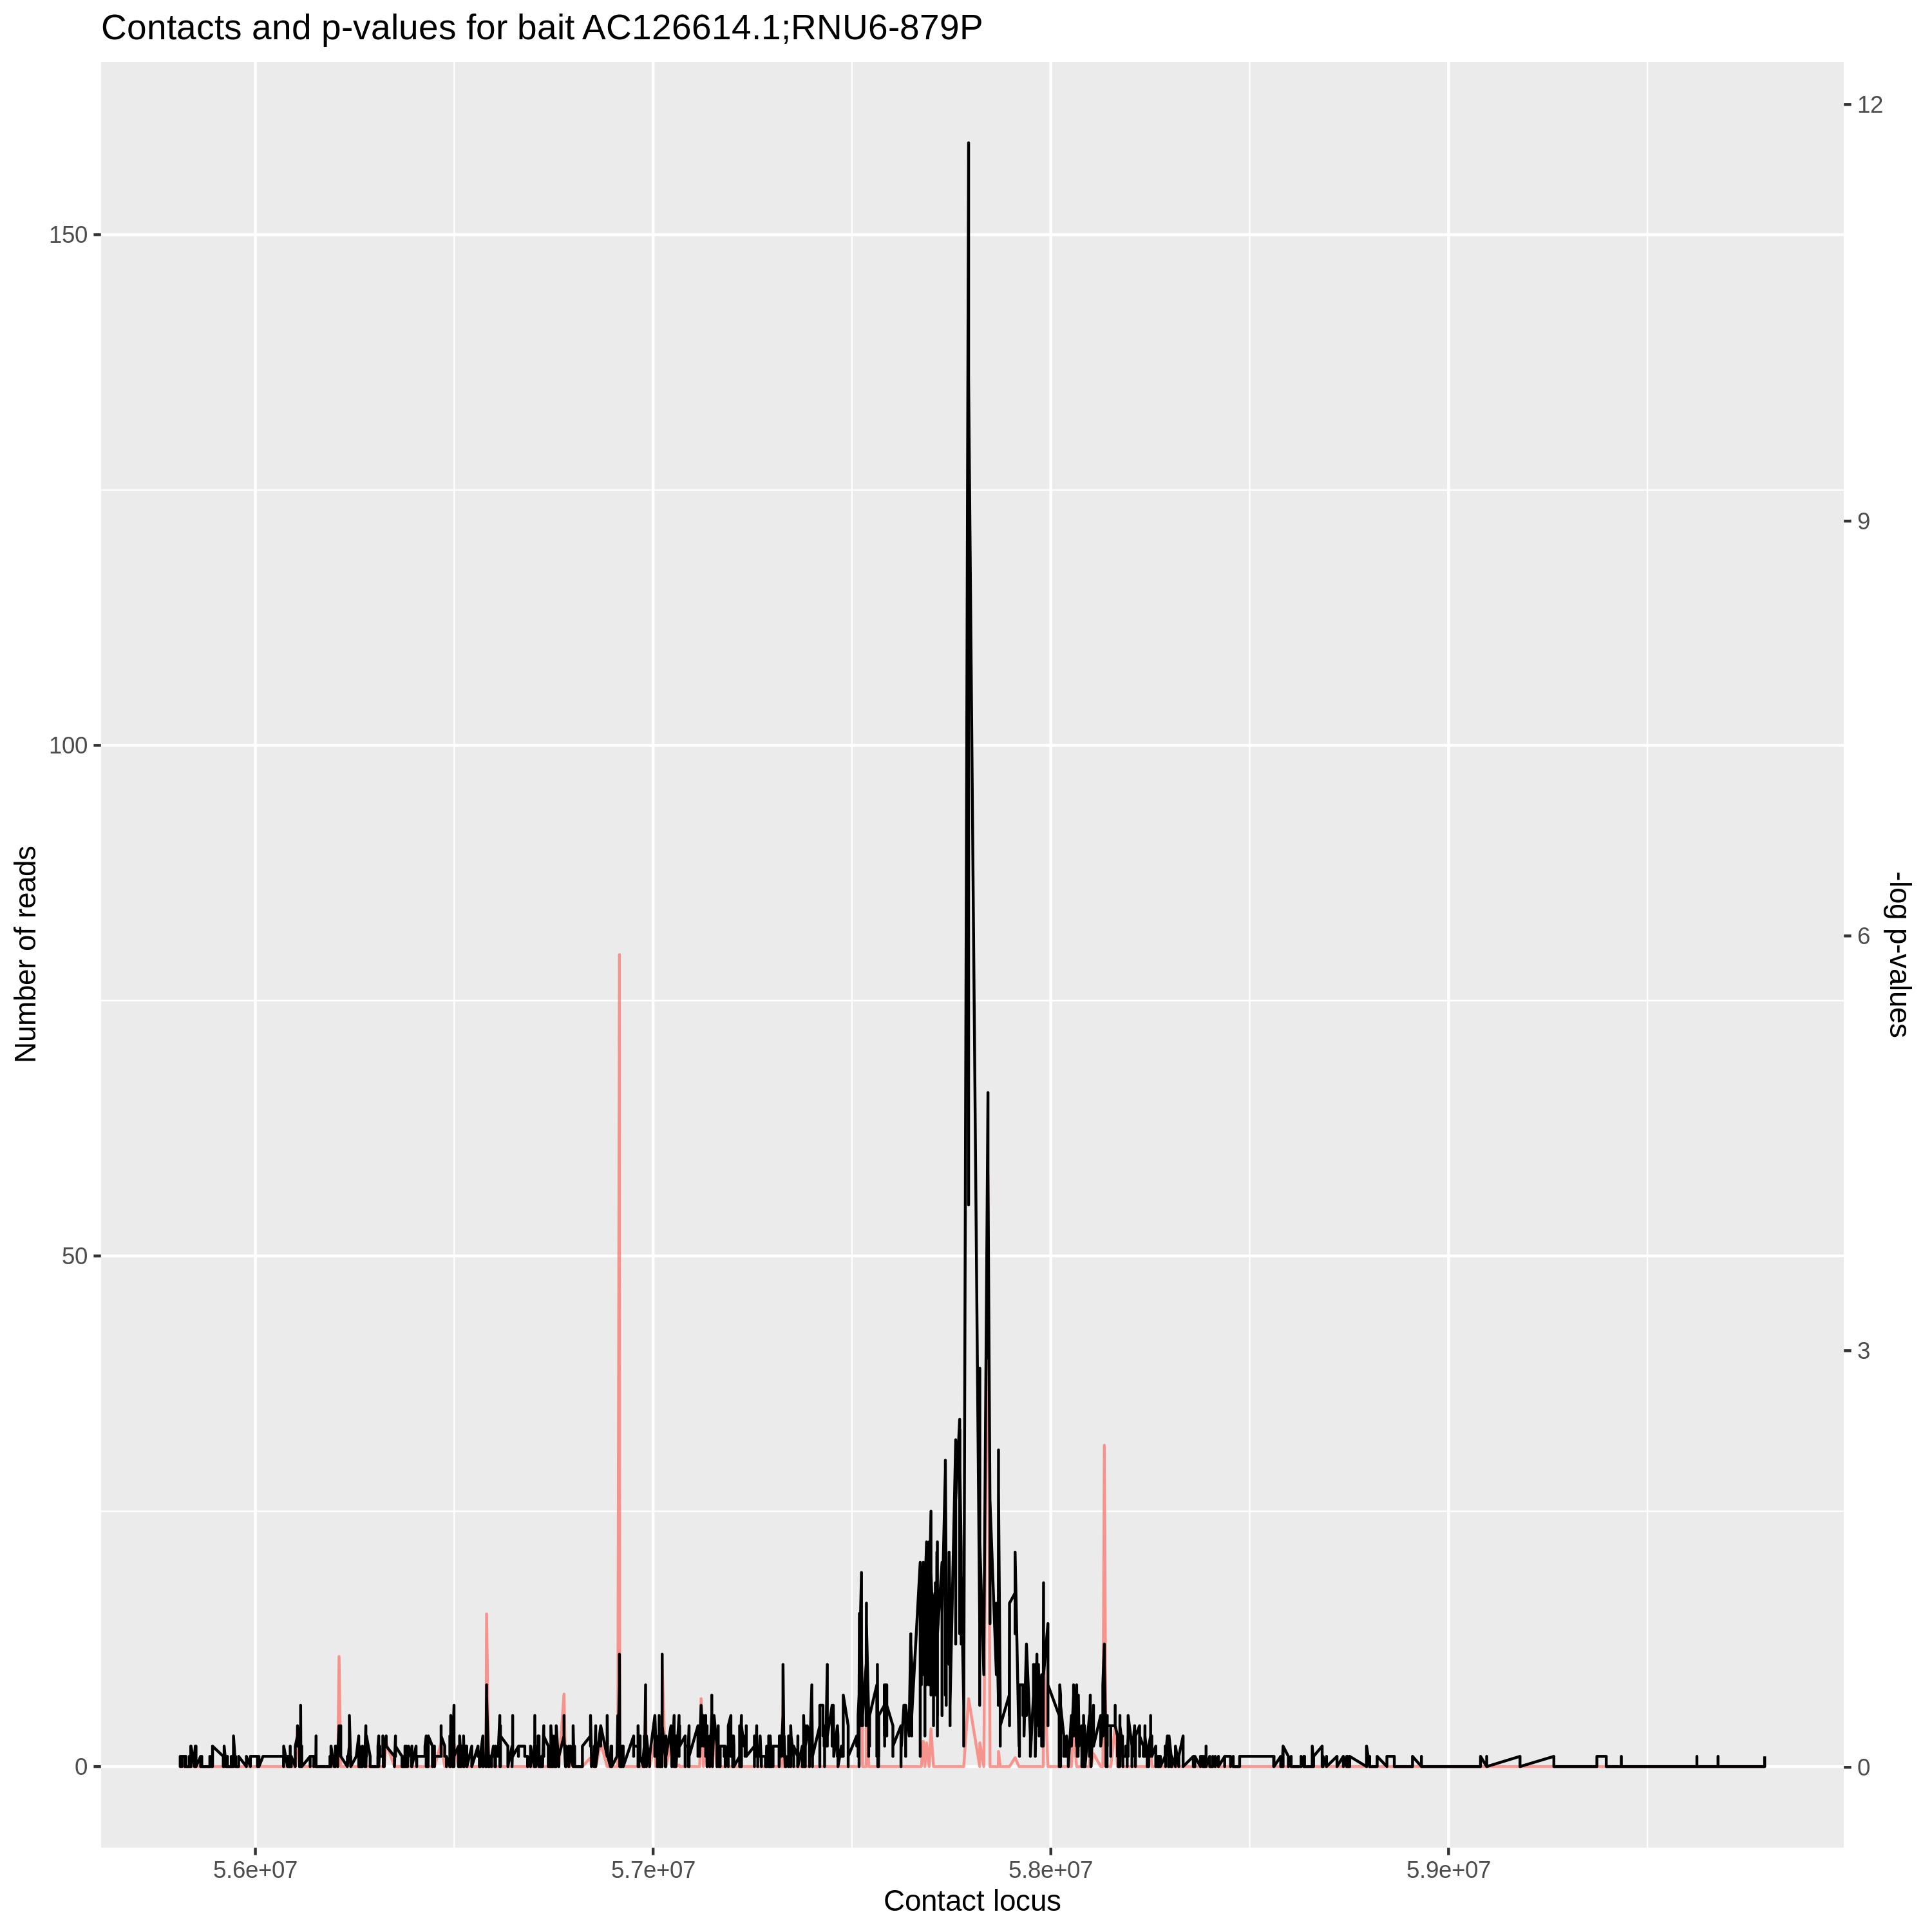 Contacts and p-values for bait AC126614.1;RNU6-879P
150
100
50
0
Number of reads
12
9
6
3
0
-log p-values
5.6e+07
5.7e+07
5.8e+07
5.9e+07
Contact locus